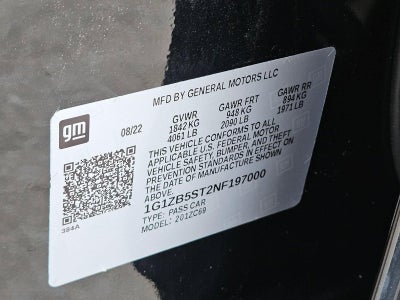 MFD BY GENERAL MOTORS LLC
gm
08/22
GVWR
1842 KG
4061 LB
GAWR FRT
948 KG
2090 LB
GAWR RR
894 KG
1971 LB
THIS VEHICLE CONFORMS TO ALL
APPLICABLE U.S. FEDERAL MOTOR
VEHICLE SAFETY, BUMPER, AND THEFT
PREVENTION STANDARDS IN EFFECT ON
THE DATE OF MANUFACTURE SHOWN
ABOVE.
1G1ZB5ST2NF197000
TYPE: PASS CAR
MODEL: 201ZC69
384A